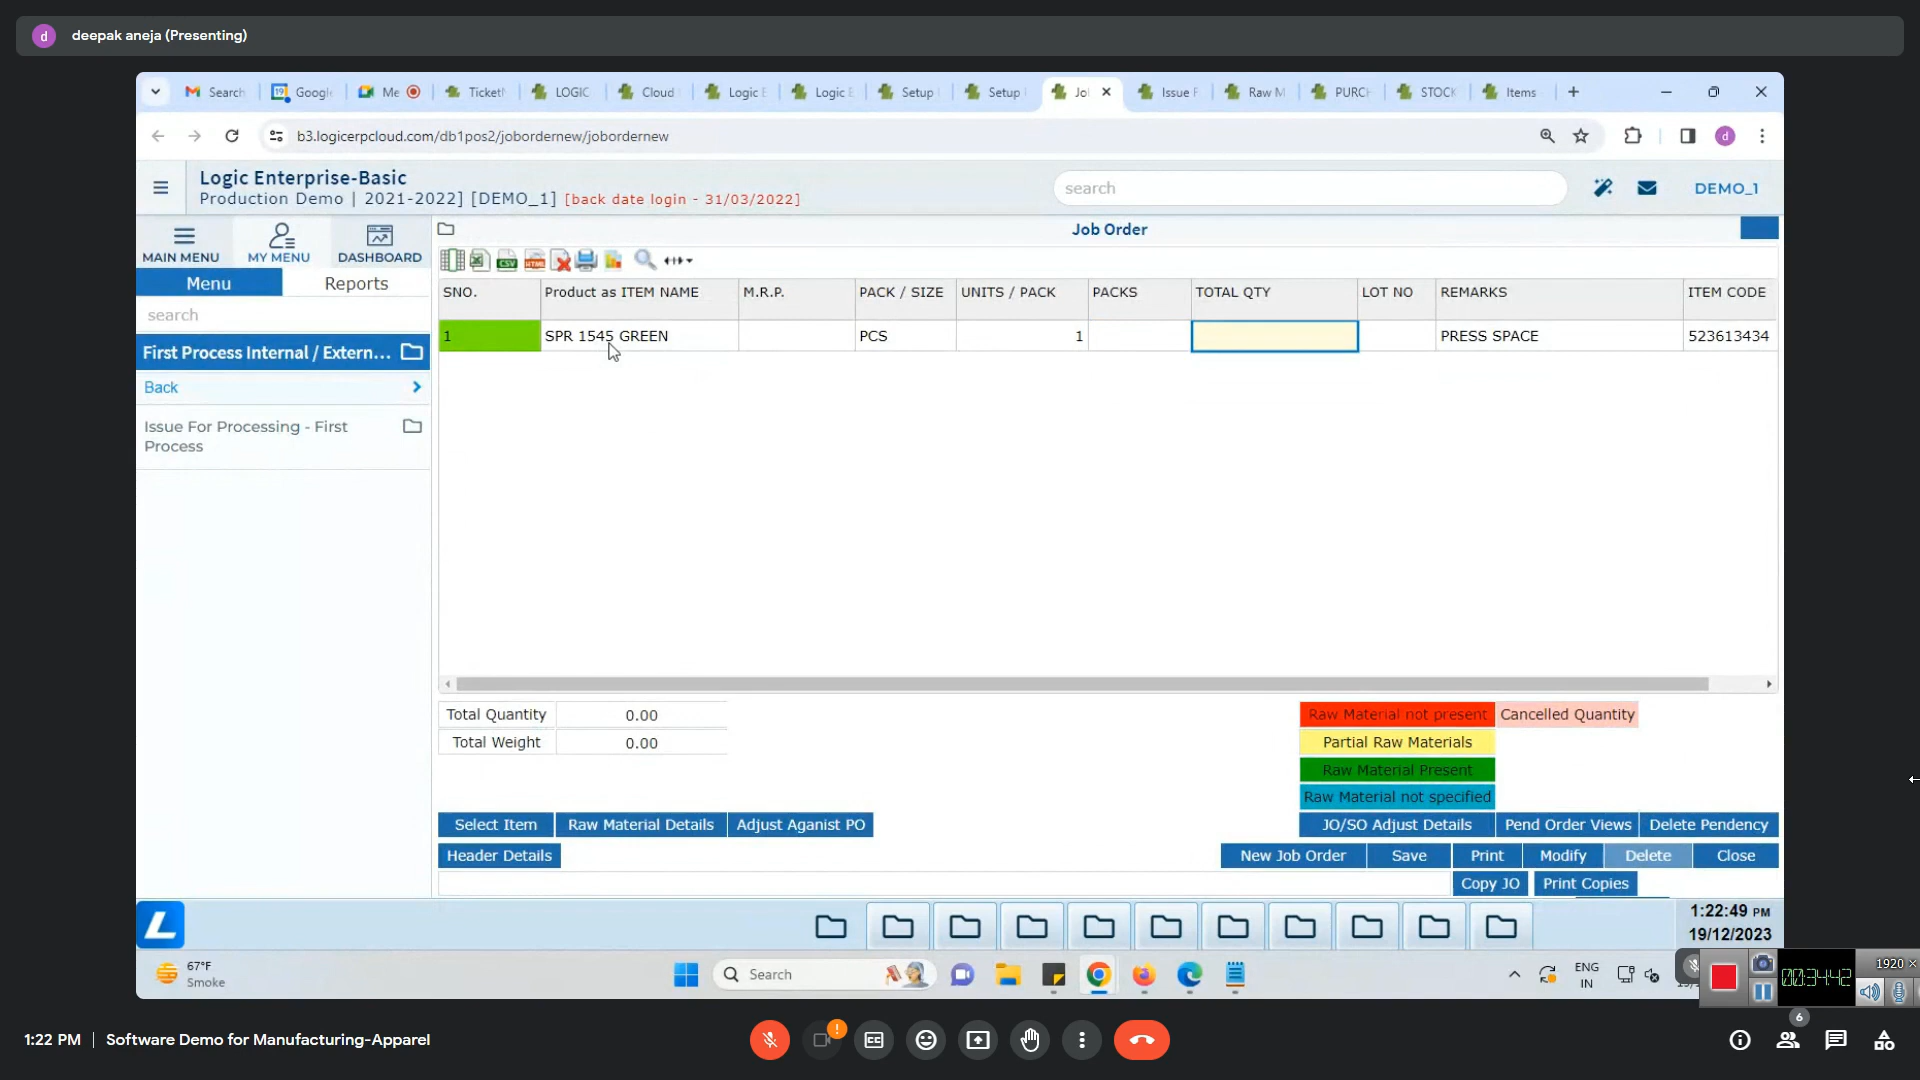 d deepak aneja (Presenting)
Search Google Me TicketN LOGIC Cloud Logic E Logic E Setup Setup Jol Issue F Raw M PURCH STOCK Items
b3.logicerpcloud.com/db1pos2/jobordernew/jobordernew d
Logic Enterprise-Basic
Production Demo | 2021-2022] [DEMO_1] [back date login - 31/03/2022]
search
DEMO_1
MAIN MENU MY MENU DASHBOARD
Menu Reports
search
First Process Internal / Extern...
Back
Issue For Processing - First
Process
Job Order
SNO. Product as ITEM NAME M.R.P. PACK / SIZE UNITS / PACK PACKS TOTAL QTY LOT NO REMARKS ITEM CODE
1 SPR 1545 GREEN PCS 1 PRESS SPACE 523613434
Total Quantity 0.00
Total Weight 0.00
Raw Material not present Cancelled Quantity
Partial Raw Materials
Raw Material Present
Raw Material not specified
Select Item Raw Material Details Adjust Aganist PO JO/SO Adjust Details Pend Order Views Delete Pendency
Header Details New Job Order Save Print Modify Delete Close
Copy JO Print Copies
1:22:49 PM
19/12/2023
67°F
Smoke
Search
ENG
IN
1920 ×
00:34:42
1:22 PM | Software Demo for Manufacturing-Apparel
6